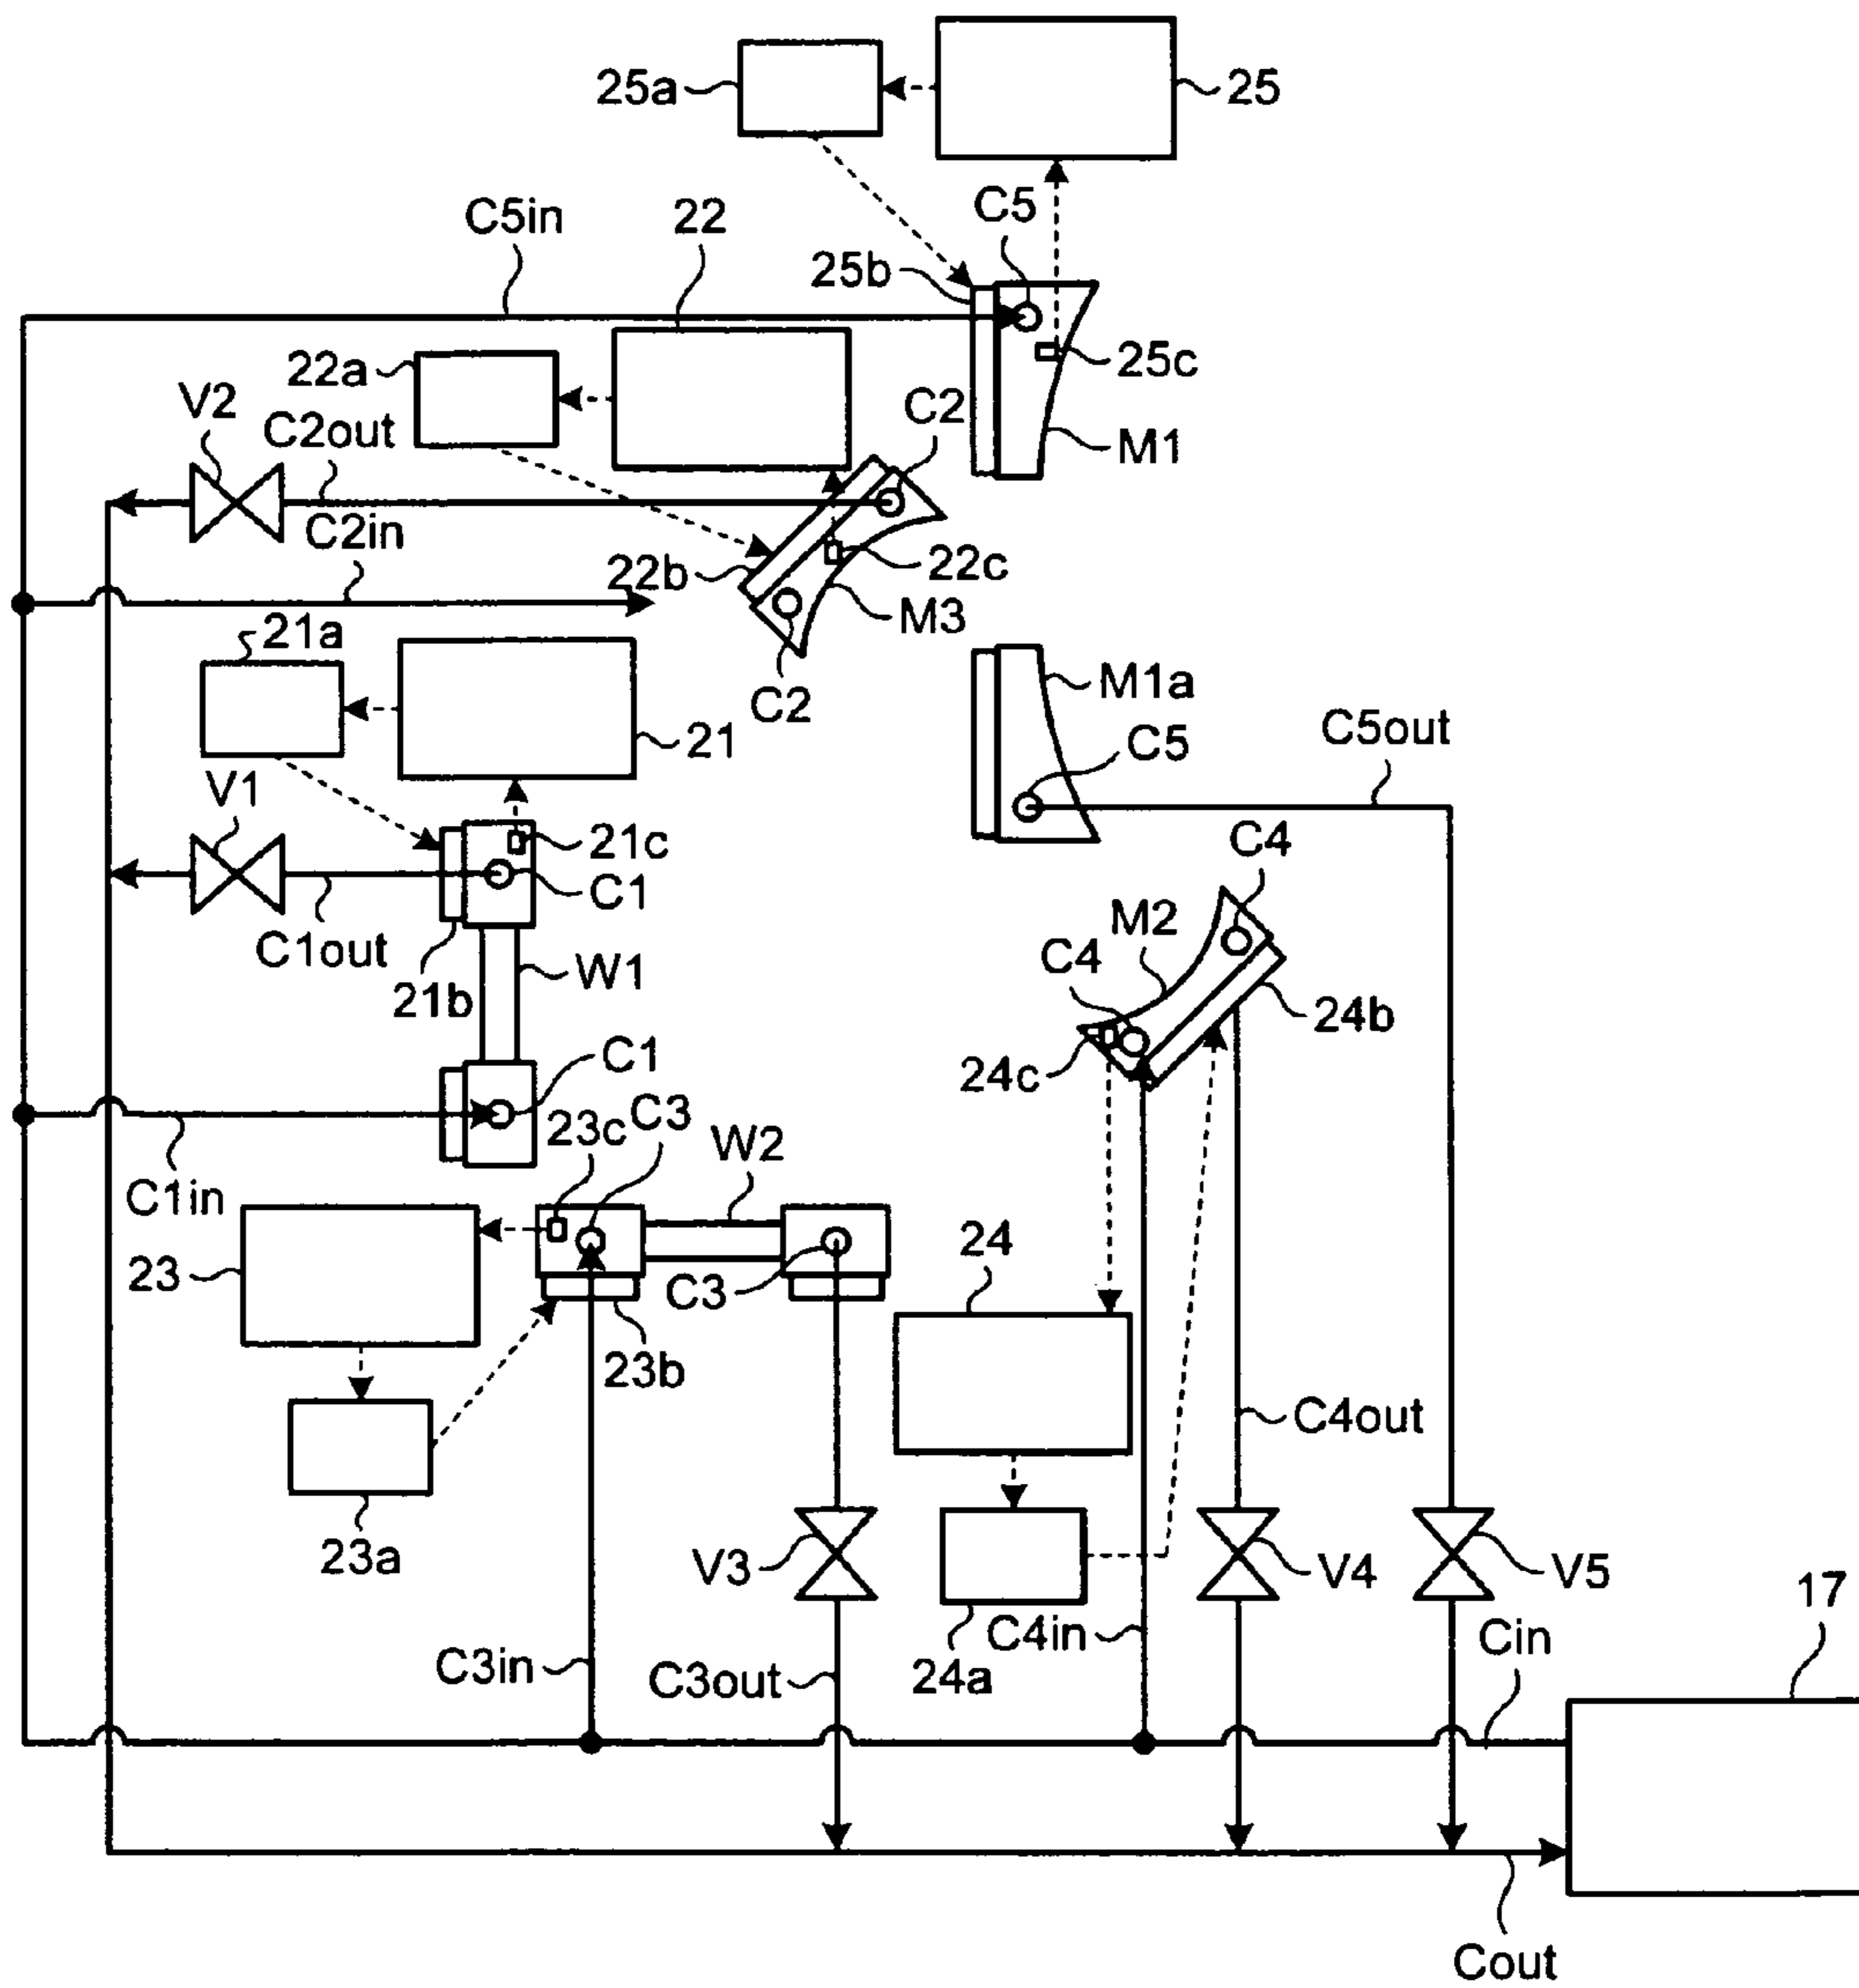 25a
25
C5in
22
C5
25b
22a
25c
V2
C2out
C2
M1
C2in
22b
22c
M3
21a
C2
M1a
21
C5
C5out
V1
21c
C4
C1
C1out
M2
21b
W1
C4
24b
24c
C1
23c
C3
W2
C1in
23
24
C3
23b
C4out
23a
V3
V4
V5
17
C4in
Cin
C3in
C3out
24a
Cout